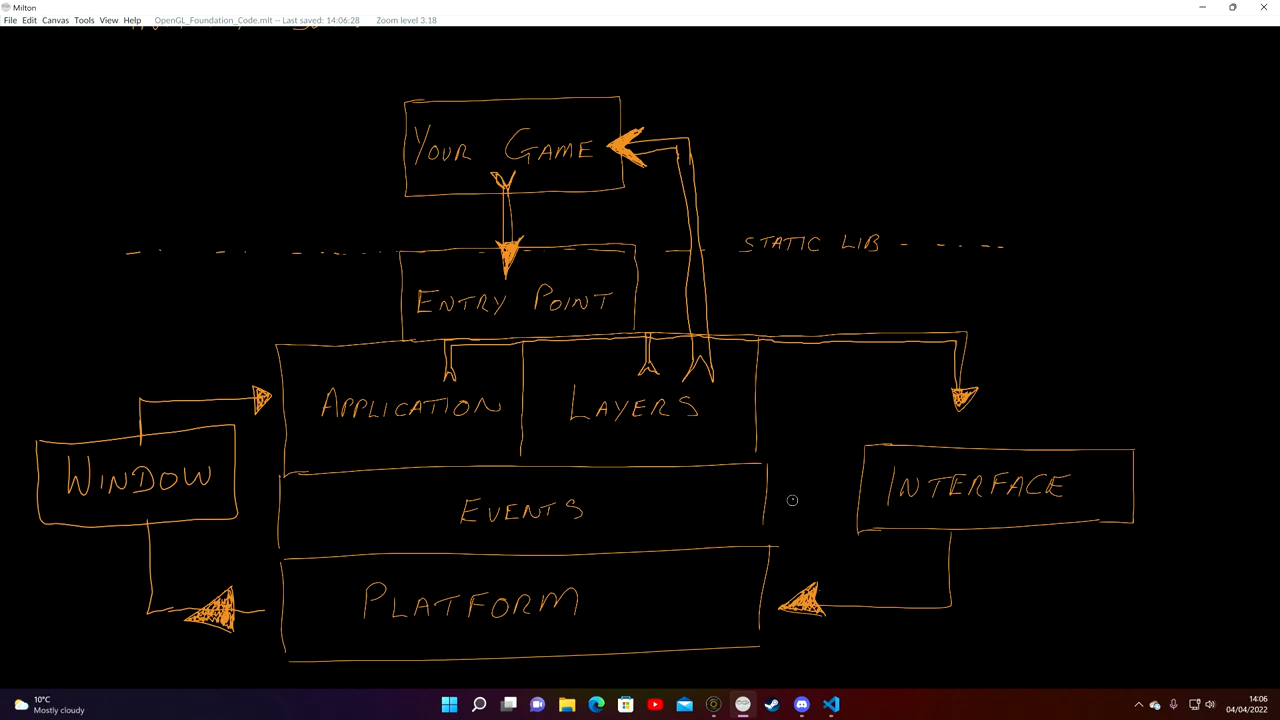 Milton
File Edit Canvas Tools View Help OpenGL_Foundation_Code.mlt -- Last saved: 14:06:28 Zoom level 3.18
YOUR GAME
STATIC LIB
ENTRY POINT
APPLICATION LAYERS
WINDOW
INTERFACE
EVENTS
PLATFORM
10°C
Mostly cloudy
14:06
04/04/2022